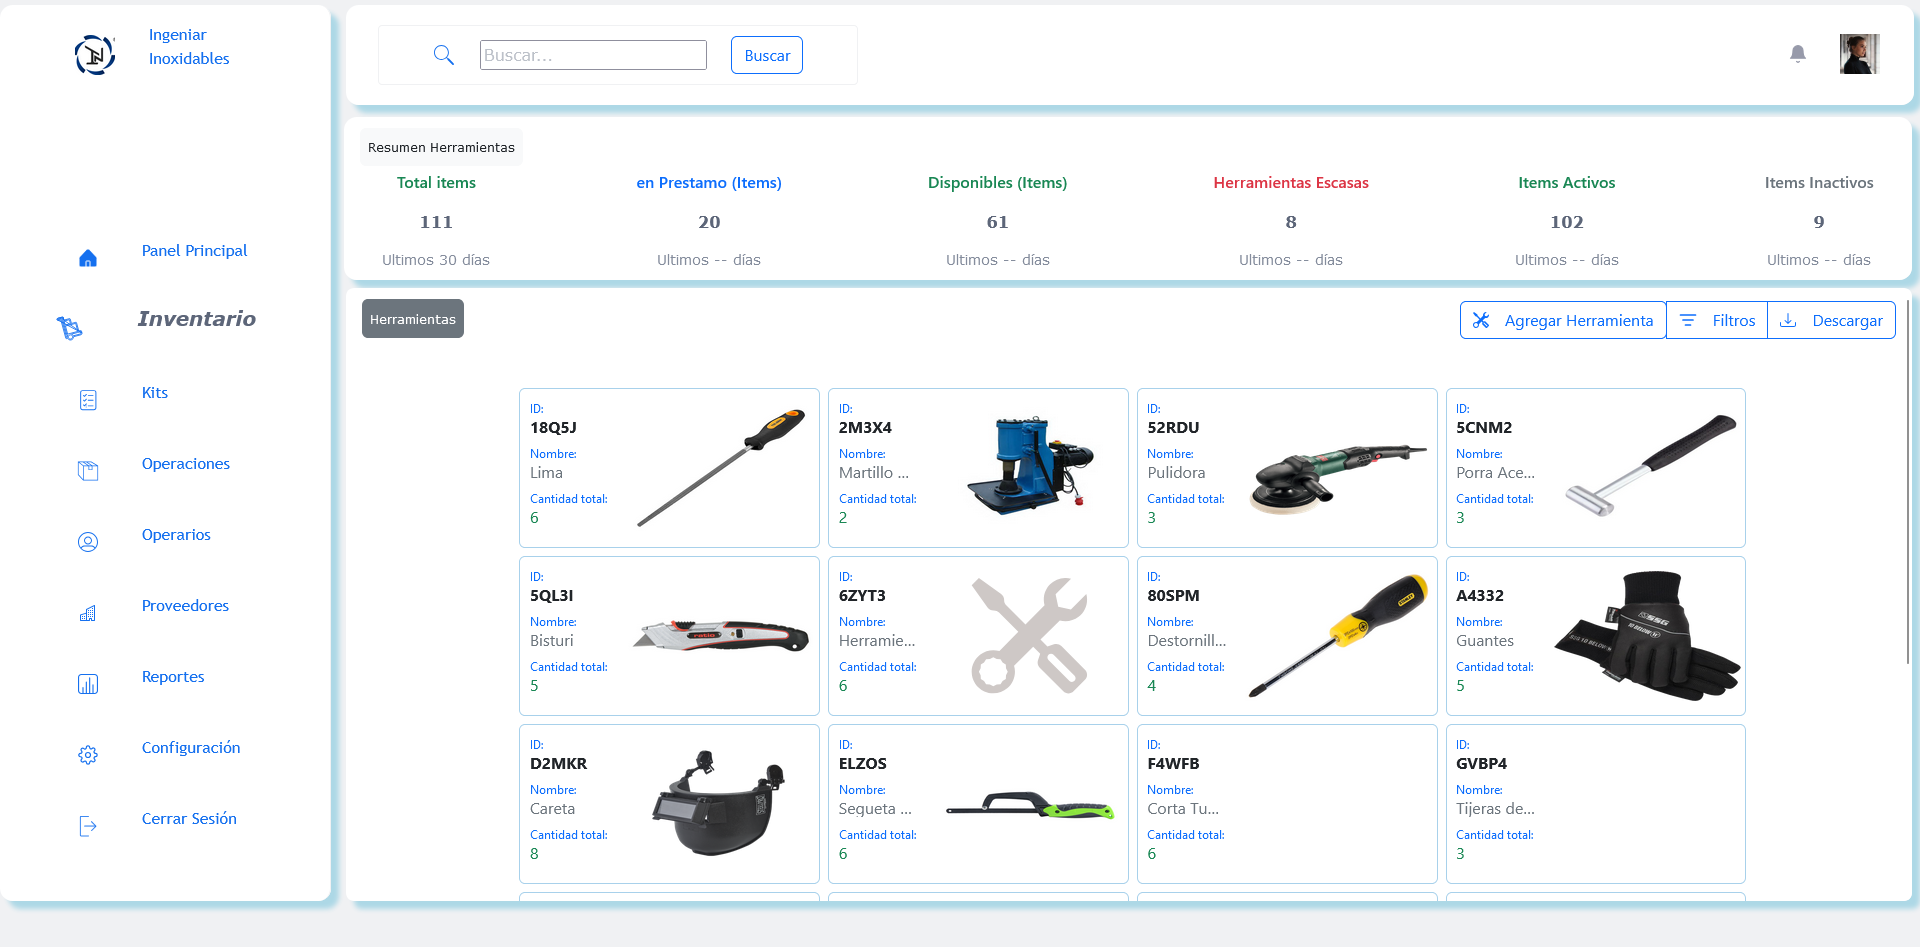 Ingeniar
Inoxidables
Panel Principal
Inventario
Kits
Operaciones
Operarios
Proveedores
Reportes
Configuración
Cerrar Sesión
Buscar...
Buscar
Resumen Herramientas
Total items
111
Ultimos 30 días
en Prestamo (Items)
20
Ultimos -- días
Disponibles (Items)
61
Ultimos -- días
Herramientas Escasas
8
Ultimos -- días
Items Activos
102
Ultimos -- días
Items Inactivos
9
Ultimos -- días
Herramientas
Agregar Herramienta
Filtros
Descargar
ID:
18Q5J
Nombre:
Lima
Cantidad total:
6
ID:
2M3X4
Nombre:
Martillo ...
Cantidad total:
2
ID:
52RDU
Nombre:
Pulidora
Cantidad total:
3
ID:
5CNM2
Nombre:
Porra Ace...
Cantidad total:
3
ID:
5QL3I
Nombre:
Bisturi
Cantidad total:
5
ID:
6ZYT3
Nombre:
Herramie...
Cantidad total:
6
ID:
80SPM
Nombre:
Destornill...
Cantidad total:
4
ID:
A4332
Nombre:
Guantes
Cantidad total:
5
ID:
D2MKR
Nombre:
Careta
Cantidad total:
8
ID:
ELZOS
Nombre:
Segueta ...
Cantidad total:
6
ID:
F4WFB
Nombre:
Corta Tu...
Cantidad total:
6
ID:
GVBP4
Nombre:
Tijeras de...
Cantidad total:
3